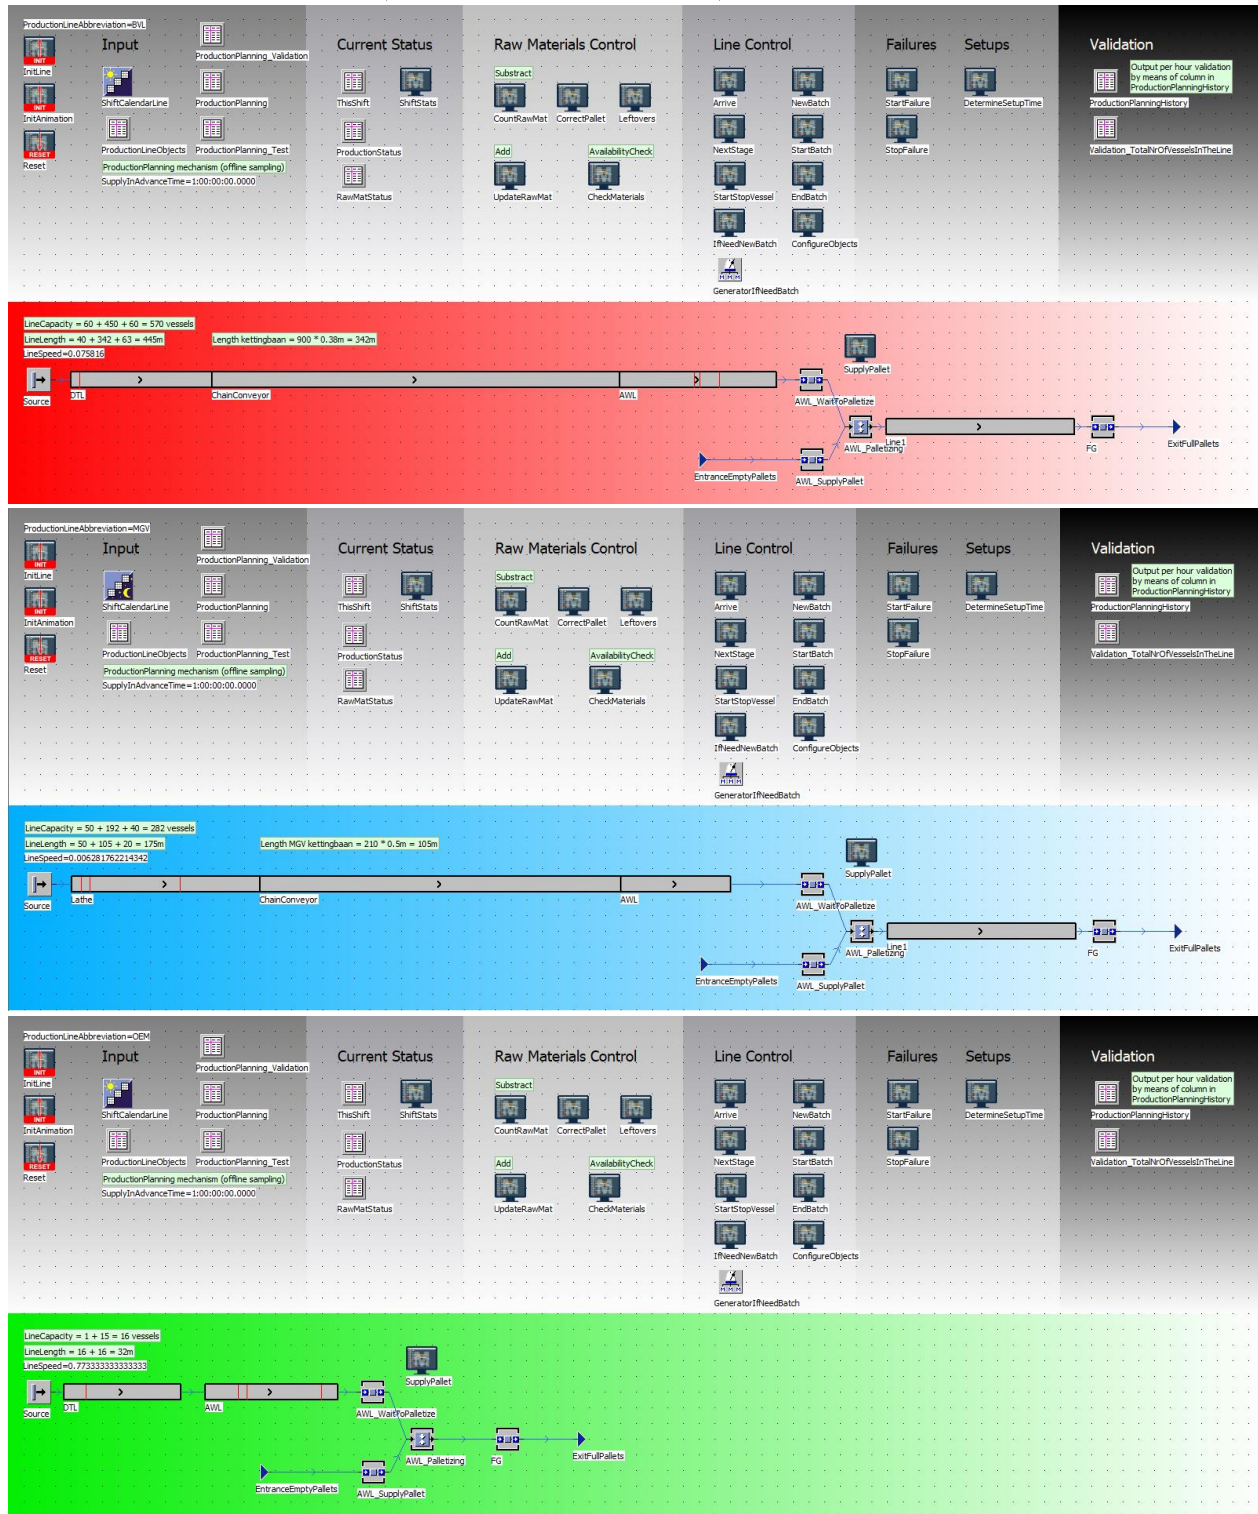 ProductionLineAbbreviation=BVL
Input
Current Status
Raw Materials Control
Line Control
Failures
Setups
Validation
INIT
InitLine
ProductionPlanning_Validation
Substract
Output per hour validation
by means of column in
ProductionPlanningHistory
INIT
InitAnimation
ShiftCalendarLine
ProductionPlanning
ThisShift
ShiftStats
CountRawMat
CorrectPallet
Leftovers
Arrive
NewBatch
StartFailure
DetermineSetupTime
ProductionPlanningHistory
RESET
Reset
ProductionLineObjects
ProductionPlanning_Test
ProductionStatus
Add
AvailabilityCheck
NextStage
StartBatch
StopFailure
Validation_TotalNrOfVesselsInTheLine
ProductionPlanning mechanism (offline sampling)
SupplyInAdvanceTime=1:00:00:00.0000
RawMatStatus
UpdateRawMat
CheckMaterials
StartStopVessel
EndBatch
IfNeedNewBatch
ConfigureObjects
GeneratorIfNeedBatch
LineCapacity = 60 + 450 + 60 = 570 vessels
LineLength = 40 + 342 + 63 = 445m
Length kettingbaan = 900 * 0.38m = 342m
LineSpeed=0.075816
SupplyPallet
Source
DTL
ChainConveyor
AWL
AWL_WaitToPalletize
AWL_Palletizing
Line1
FG
ExitFullPallets
EntranceEmptyPallets
AWL_SupplyPallet
ProductionLineAbbreviation=MGV
Input
Current Status
Raw Materials Control
Line Control
Failures
Setups
Validation
INIT
InitLine
ProductionPlanning_Validation
Substract
Output per hour validation
by means of column in
ProductionPlanningHistory
INIT
InitAnimation
ShiftCalendarLine
ProductionPlanning
ThisShift
ShiftStats
CountRawMat
CorrectPallet
Leftovers
Arrive
NewBatch
StartFailure
DetermineSetupTime
ProductionPlanningHistory
RESET
Reset
ProductionLineObjects
ProductionPlanning_Test
ProductionStatus
Add
AvailabilityCheck
NextStage
StartBatch
StopFailure
Validation_TotalNrOfVesselsInTheLine
ProductionPlanning mechanism (offline sampling)
SupplyInAdvanceTime=1:00:00:00.0000
RawMatStatus
UpdateRawMat
CheckMaterials
StartStopVessel
EndBatch
IfNeedNewBatch
ConfigureObjects
GeneratorIfNeedBatch
LineCapacity = 50 + 192 + 40 = 282 vessels
LineLength = 50 + 105 + 20 = 175m
Length MGV kettingbaan = 210 * 0.5m = 105m
LineSpeed=0.006281762214342
SupplyPallet
Source
Lathe
ChainConveyor
AWL
AWL_WaitToPalletize
AWL_Palletizing
Line1
FG
ExitFullPallets
EntranceEmptyPallets
AWL_SupplyPallet
ProductionLineAbbreviation=OEM
Input
Current Status
Raw Materials Control
Line Control
Failures
Setups
Validation
INIT
InitLine
ProductionPlanning_Validation
Substract
Output per hour validation
by means of column in
ProductionPlanningHistory
INIT
InitAnimation
ShiftCalendarLine
ProductionPlanning
ThisShift
ShiftStats
CountRawMat
CorrectPallet
Leftovers
Arrive
NewBatch
StartFailure
DetermineSetupTime
ProductionPlanningHistory
RESET
Reset
ProductionLineObjects
ProductionPlanning_Test
ProductionStatus
Add
AvailabilityCheck
NextStage
StartBatch
StopFailure
Validation_TotalNrOfVesselsInTheLine
ProductionPlanning mechanism (offline sampling)
SupplyInAdvanceTime=1:00:00:00.0000
RawMatStatus
UpdateRawMat
CheckMaterials
StartStopVessel
EndBatch
IfNeedNewBatch
ConfigureObjects
GeneratorIfNeedBatch
LineCapacity = 1 + 15 = 16 vessels
LineLength = 16 + 16 = 32m
LineSpeed=0.773333333333333
SupplyPallet
Source
DTL
AWL
AWL_WaitToPalletize
AWL_Palletizing
FG
ExitFullPallets
EntranceEmptyPallets
AWL_SupplyPallet